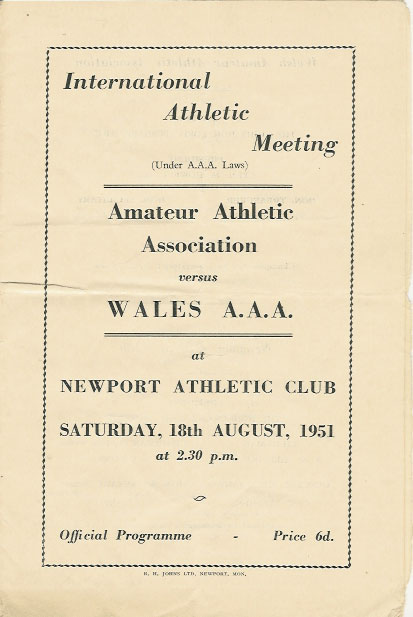 International
Athletic
Meeting
(Under A.A.A. Laws)
Amateur Athletic
Association
versus
WALES A.A.A.
at
NEWPORT ATHLETIC CLUB
SATURDAY, 18th AUGUST, 1951
at 2.30 p.m.
Official Programme - Price 6d.
R. H. JOHNS LTD, NEWPORT, MON.